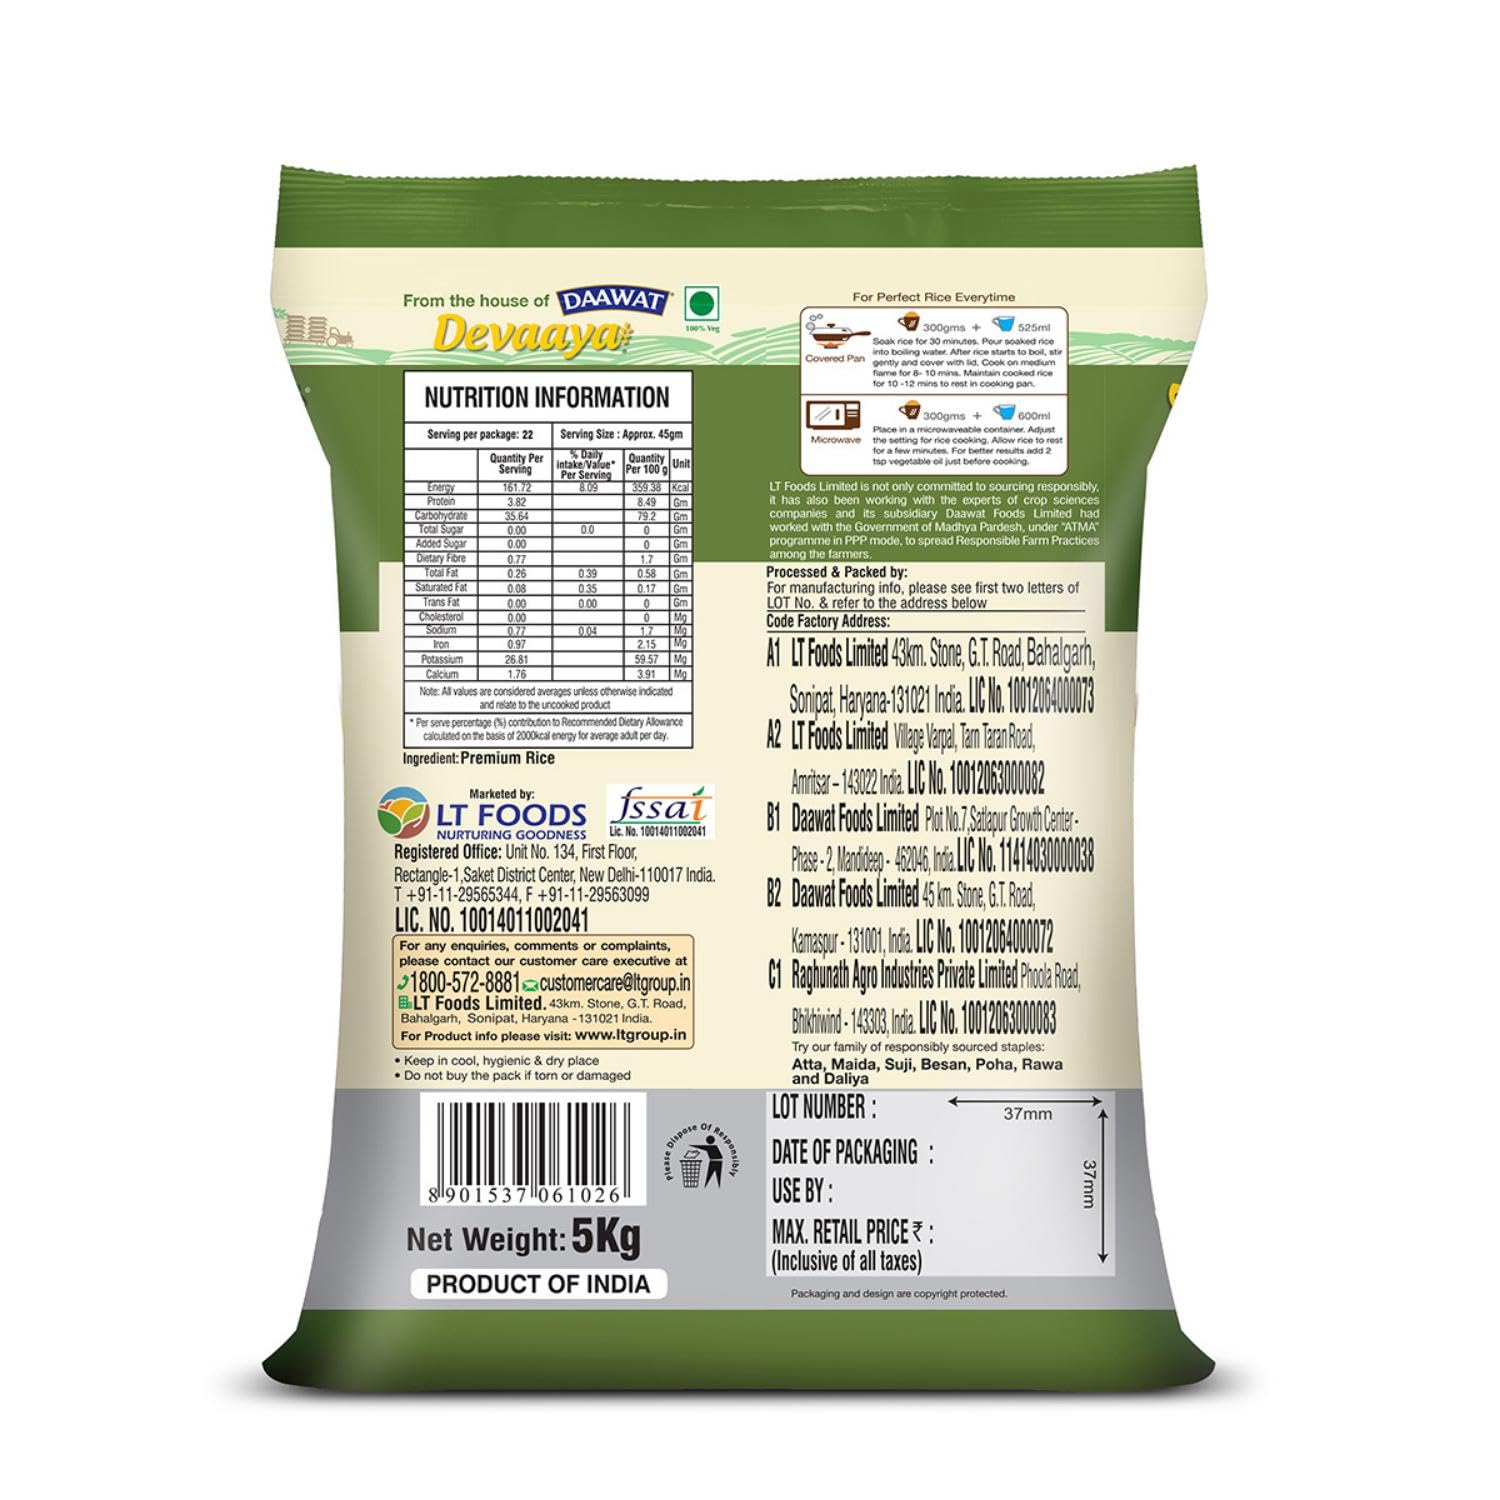 From the house of DAAWAT
Devaaya
100% Veg
NUTRITION INFORMATION
Serving per package: 22 Serving Size : Approx. 45gm
Quantity Per Serving % Daily intake/Value* Per Serving Quantity Per 100 g Unit
Energy 161.72 8.09 359.38 Kcal
Protein 3.82 8.49 Gm
Carbohydrate 35.64 79.2 Gm
Total Sugar 0.00 0.0 0 Gm
Added Sugar 0.00 0 Gm
Dietary Fibre 0.77 1.7 Gm
Total Fat 0.26 0.39 0.58 Gm
Saturated Fat 0.08 0.35 0.17 Gm
Trans Fat 0.00 0.00 0 Gm
Cholesterol 0.00 0 Mg
Sodium 0.77 0.04 1.7 Mg
Iron 0.97 2.15 Mg
Potassium 26.81 59.57 Mg
Calcium 1.76 3.91 Mg
Note: All values are considered averages unless otherwise indicated
and relate to the uncooked product
* Per serve percentage (%) contribution to Recommended Dietary Allowance
calculated on the basis of 2000kcal energy for average adult per day.
Ingredient: Premium Rice
Marketed by:
LT FOODS
NURTURING GOODNESS
fssai
Lic. No. 10014011002041
Registered Office: Unit No. 134, First Floor,
Rectangle-1,Saket District Center, New Delhi-110017 India.
T +91-11-29565344, F +91-11-29563099
LIC. NO. 10014011002041
For any enquiries, comments or complaints,
please contact our customer care executive at
1800-572-8881 customercare@ltgroup.in
LT Foods Limited. 43km. Stone, G.T. Road,
Bahalgarh, Sonipat, Haryana -131021 India.
For Product info please visit: www.ltgroup.in
• Keep in cool, hygienic & dry place
• Do not buy the pack if torn or damaged
8 901537 061026
Please Dispose Of Responsibly
Net Weight: 5Kg
PRODUCT OF INDIA
For Perfect Rice Everytime
Covered Pan
300gms + 525ml
Soak rice for 30 minutes. Pour soaked rice
into boiling water. After rice starts to boil, stir
gently and cover with lid. Cook on medium
flame for 8- 10 mins. Maintain cooked rice
for 10 -12 mins to rest in cooking pan.
Microwave
300gms + 600ml
Place in a microwaveable container. Adjust
the setting for rice cooking. Allow rice to rest
for a few minutes. For better results add 2
tsp vegetable oil just before cooking.
LT Foods Limited is not only committed to sourcing responsibly,
it has also been working with the experts of crop sciences
companies and its subsidiary Daawat Foods Limited had
worked with the Government of Madhya Pardesh, under "ATMA"
programme in PPP mode, to spread Responsible Farm Practices
among the farmers.
Processed & Packed by:
For manufacturing info, please see first two letters of
LOT No. & refer to the address below
Code Factory Address:
A1 LT Foods Limited 43km. Stone, G.T. Road, Bahalgarh,
Sonipat, Haryana-131021 India. LIC No. 10012064000073
A2 LT Foods Limited Village Varpal, Tarn Taran Road,
Amritsar – 143022 India. LIC No. 10012063000082
B1 Daawat Foods Limited Plot No.7,Satlapur Growth Center -
Phase - 2, Mandideep - 462046, India. LIC No. 11414030000038
B2 Daawat Foods Limited 45 km. Stone, G.T. Road,
Kamaspur - 131001, India. LIC No. 10012064000072
C1 Raghunath Agro Industries Private Limited Phoola Road,
Bhikhiwind - 143303, India. LIC No. 10012063000083
Try our family of responsibly sourced staples:
Atta, Maida, Suji, Besan, Poha, Rawa
and Daliya
LOT NUMBER :
37mm
DATE OF PACKAGING :
USE BY :
37mm
MAX. RETAIL PRICE ₹ :
(Inclusive of all taxes)
Packaging and design are copyright protected.